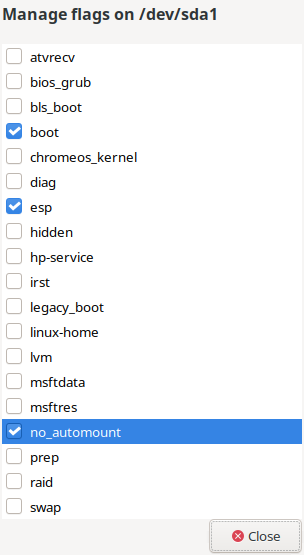 Manage flags on /dev/sda1
atvrecv
bios_grub
bls_boot
boot
chromeos_kernel
diag
esp
hidden
hp-service
irst
legacy_boot
linux-home
lvm
msftdata
msftres
no_automount
prep
raid
swap
Close